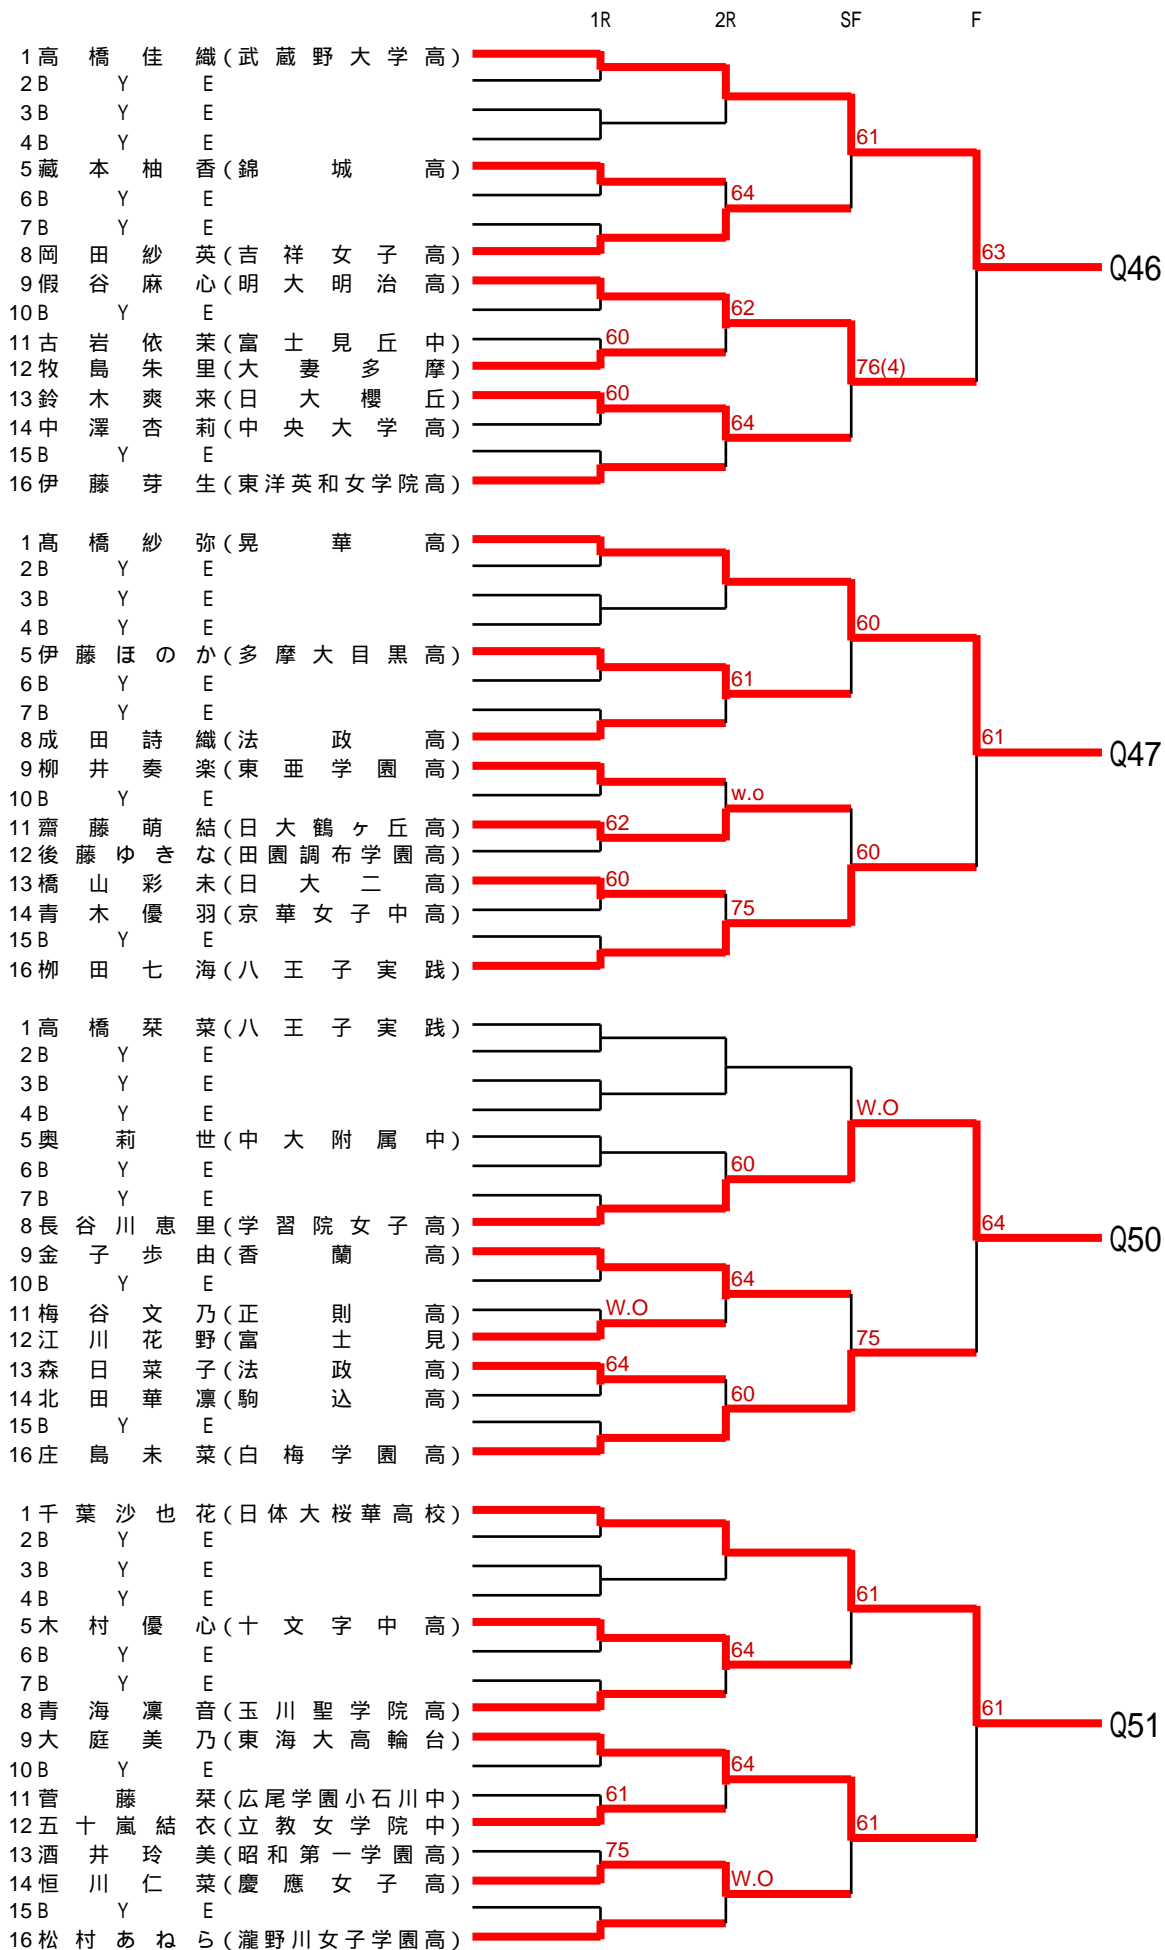 1R 2R SF F
1 高橋佳織(武蔵野大学高)
2 BYE
3 BYE
4 BYE
61
5 藏本柚香(錦城高)
6 BYE
64
7 BYE
8 岡田紗英(吉祥女子高)
63
Q46
9 假谷麻心(明大明治高)
10 BYE
62
11 古岩依茉(富士見丘中)
60
12 牧島朱里(大妻多摩)
76(4)
13 鈴木爽来(日大櫻丘)
60
14 中澤杏莉(中央大学高)
64
15 BYE
16 伊藤芽生(東洋英和女学院高)
1 髙橋紗弥(晃華高)
2 BYE
3 BYE
4 BYE
60
5 伊藤ほのか(多摩大目黒高)
6 BYE
61
7 BYE
8 成田詩織(法政高)
61
Q47
9 柳井奏楽(東亜学園高)
10 BYE
w.o
11 齋藤萌結(日大鶴ヶ丘高)
62
12 後藤ゆきな(田園調布学園高)
60
13 橋山彩未(日大二高)
60
14 青木優羽(京華女子中高)
75
15 BYE
16 栁田七海(八王子実践)
1 高橋栞菜(八王子実践)
2 BYE
3 BYE
4 BYE
W.O
5 奥莉世(中大附属中)
6 BYE
60
7 BYE
8 長谷川恵里(学習院女子高)
64
Q50
9 金子歩由(香蘭高)
10 BYE
64
11 梅谷文乃(正則高)
W.O
12 江川花野(富士見)
75
13 森日菜子(法政高)
64
14 北田華凛(駒込高)
60
15 BYE
16 庄島未菜(白梅学園高)
1 千葉沙也花(日体大桜華高校)
2 BYE
3 BYE
4 BYE
61
5 木村優心(十文字中高)
6 BYE
64
7 BYE
8 青海凜音(玉川聖学院高)
61
Q51
9 大庭美乃(東海大高輪台)
10 BYE
64
11 菅藤栞(広尾学園小石川中)
61
12 五十嵐結衣(立教女学院中)
61
13 酒井玲美(昭和第一学園高)
75
14 恒川仁菜(慶應女子高)
W.O
15 BYE
16 松村あねら(瀧野川女子学園高)